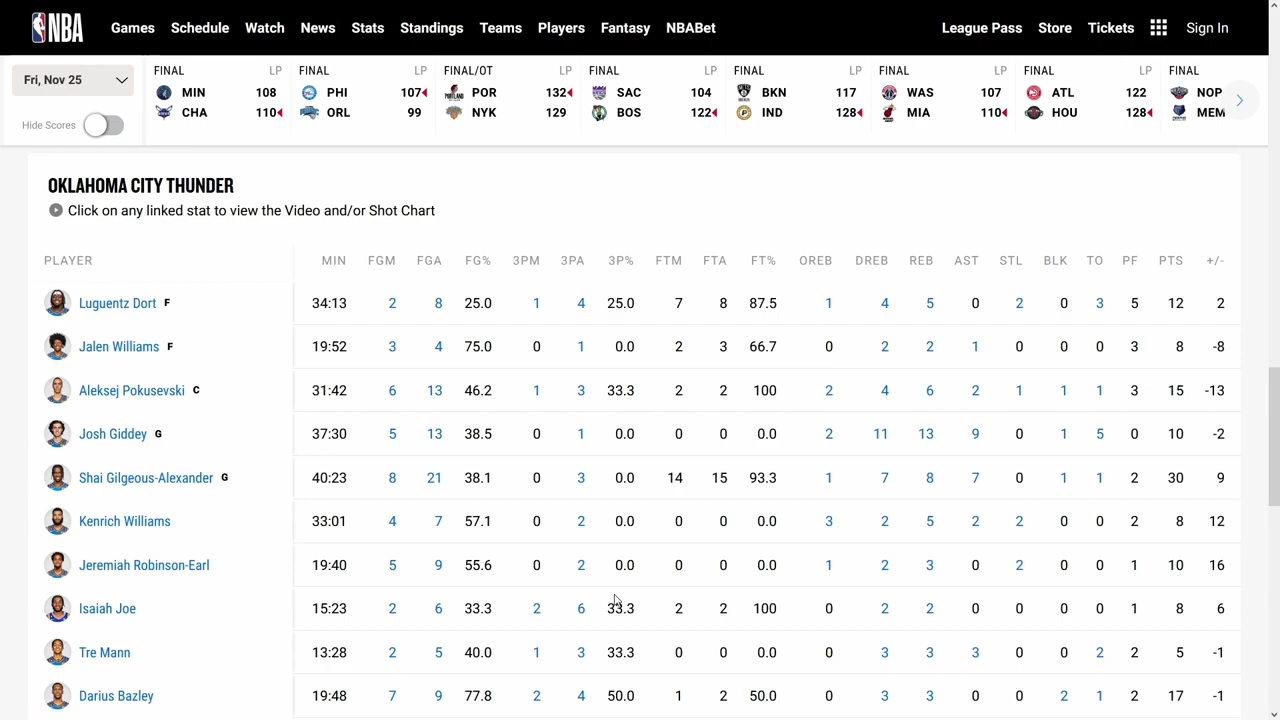 NBA Games Schedule Watch News Stats Standings Teams Players Fantasy NBABet League Pass Store Tickets Sign In
Fri, Nov 25
Hide Scores
FINAL LP
MIN 108
CHA 110
FINAL LP
PHI 107
ORL 99
FINAL/OT LP
POR 132
NYK 129
FINAL LP
SAC 104
BOS 122
FINAL LP
BKN 117
IND 128
FINAL LP
WAS 107
MIA 110
FINAL LP
ATL 122
HOU 128
FINAL
NOP
MEM
OKLAHOMA CITY THUNDER
Click on any linked stat to view the Video and/or Shot Chart
PLAYER MIN FGM FGA FG% 3PM 3PA 3P% FTM FTA FT% OREB DREB REB AST STL BLK TO PF PTS +/-
Luguentz Dort F 34:13 2 8 25.0 1 4 25.0 7 8 87.5 1 4 5 0 2 0 3 5 12 2
Jalen Williams F 19:52 3 4 75.0 0 1 0.0 2 3 66.7 0 2 2 1 0 0 0 3 8 -8
Aleksej Pokusevski C 31:42 6 13 46.2 1 3 33.3 2 2 100 2 4 6 2 1 1 1 3 15 -13
Josh Giddey G 37:30 5 13 38.5 0 1 0.0 0 0 0.0 2 11 13 9 0 1 5 0 10 -2
Shai Gilgeous-Alexander G 40:23 8 21 38.1 0 3 0.0 14 15 93.3 1 7 8 7 0 1 1 2 30 9
Kenrich Williams 33:01 4 7 57.1 0 2 0.0 0 0 0.0 3 2 5 2 2 0 0 2 8 12
Jeremiah Robinson-Earl 19:40 5 9 55.6 0 2 0.0 0 0 0.0 1 2 3 0 2 0 0 1 10 16
Isaiah Joe 15:23 2 6 33.3 2 6 33.3 2 2 100 0 2 2 0 0 0 0 1 8 6
Tre Mann 13:28 2 5 40.0 1 3 33.3 0 0 0.0 0 3 3 3 0 0 2 2 5 -1
Darius Bazley 19:48 7 9 77.8 2 4 50.0 1 2 50.0 0 3 3 0 0 2 1 2 17 -1